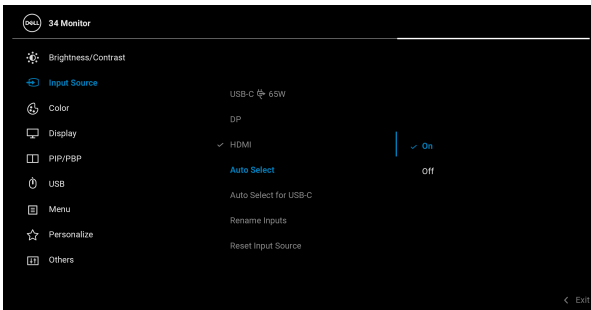 DELL
34 Monitor
Brightness/Contrast
Input Source
Color
Display
PIP/PBP
USB
Menu
Personalize
Others
USB-C 65W
DP
HDMI
Auto Select
Auto Select for USB-C
Rename Inputs
Reset Input Source
On
Off
Exit